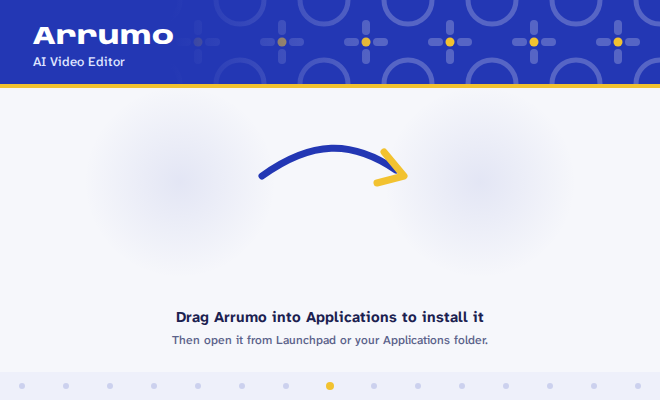 Arrumo
AI Video Editor
Drag Arrumo into Applications to install it
Then open it from Launchpad or your Applications folder.